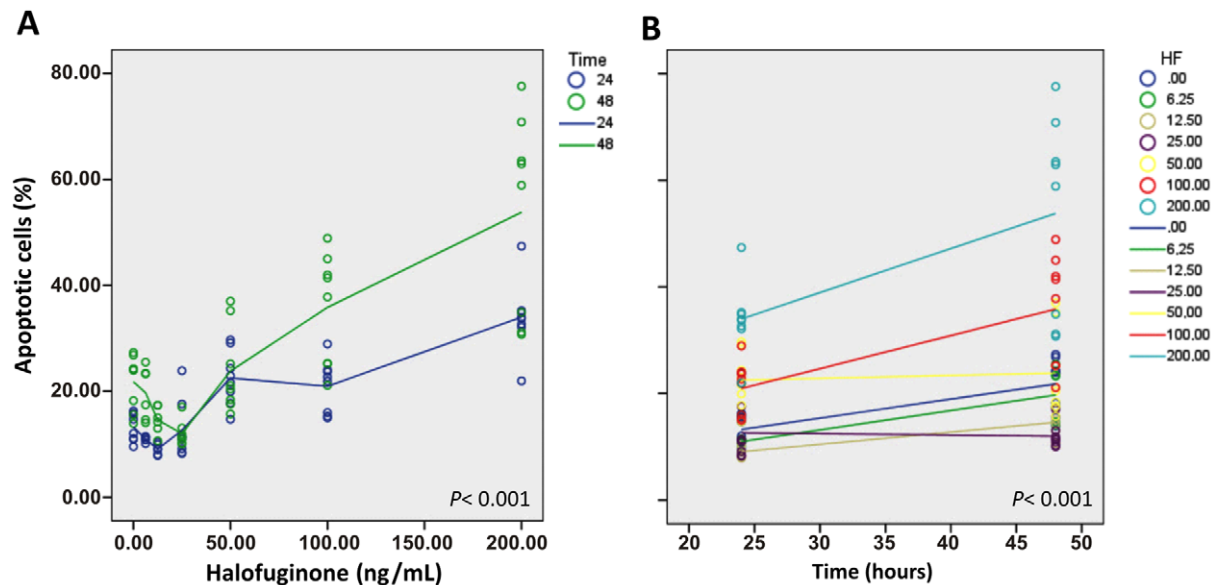 A
Apoptotic cells (%)
80.00
60.00
40.00
20.00
0.00
0.00 50.00 100.00 150.00 200.00
Halofuginone (ng/mL)
P< 0.001
Time
24
48
24
48
B
20 25 30 35 40 45 50
Time (hours)
P< 0.001
HF
.00
6.25
12.50
25.00
50.00
100.00
200.00
.00
6.25
12.50
25.00
50.00
100.00
200.00